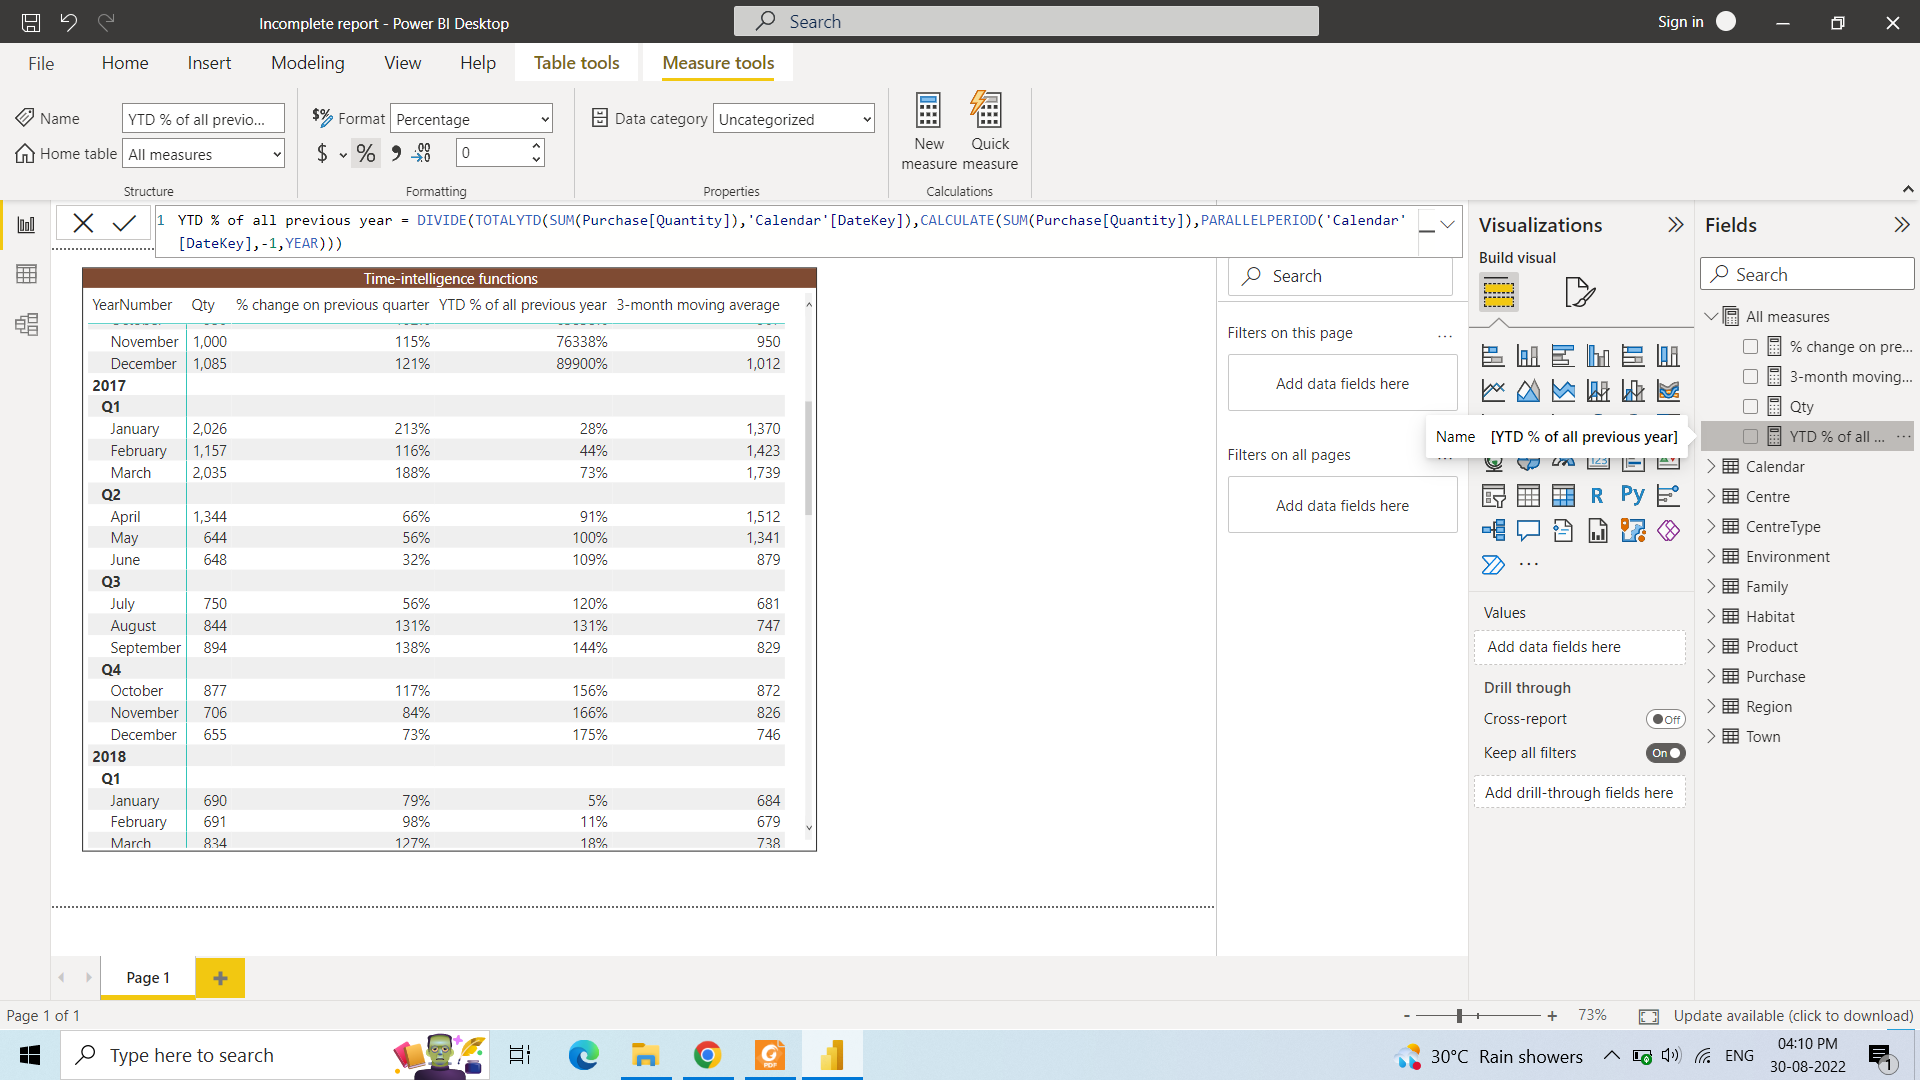 Incomplete report - Power BI Desktop
Search
Sign in
File
Home
Insert
Modeling
View
Help
Table tools
Measure tools
Name
YTD % of all previo...
Home table
All measures
Structure
Format
Percentage
$
%
0
Formatting
Data category
Uncategorized
Properties
New measure
Quick measure
Calculations
1 YTD % of all previous year = DIVIDE(TOTALYTD(SUM(Purchase[Quantity]),'Calendar'[DateKey]),CALCULATE(SUM(Purchase[Quantity]),PARALLELPERIOD('Calendar'
[DateKey],-1,YEAR)))
Time-intelligence functions
YearNumber Qty % change on previous quarter YTD % of all previous year 3-month moving average
November 1,000 115% 76338% 950
December 1,085 121% 89900% 1,012
2017
Q1
January 2,026 213% 28% 1,370
February 1,157 116% 44% 1,423
March 2,035 188% 73% 1,739
Q2
April 1,344 66% 91% 1,512
May 644 56% 100% 1,341
June 648 32% 109% 879
Q3
July 750 56% 120% 681
August 844 131% 131% 747
September 894 138% 144% 829
Q4
October 877 117% 156% 872
November 706 84% 166% 826
December 655 73% 175% 746
2018
Q1
January 690 79% 5% 684
February 691 98% 11% 679
March 834 127% 18% 738
Search
Filters on this page
...
Add data fields here
Filters on all pages
Add data fields here
Visualizations
Build visual
Name [YTD % of all previous year]
R
Py
123
...
Values
Add data fields here
Drill through
Cross-report
Off
Keep all filters
On
Add drill-through fields here
Fields
Search
All measures
% change on pre...
3-month moving...
Qty
YTD % of all ...
...
Calendar
Centre
CentreType
Environment
Family
Habitat
Product
Purchase
Region
Town
Page 1
+
Page 1 of 1
- + 73%
Update available (click to download)
Type here to search
PDF
30°C Rain showers
ENG
04:10 PM
30-08-2022
1